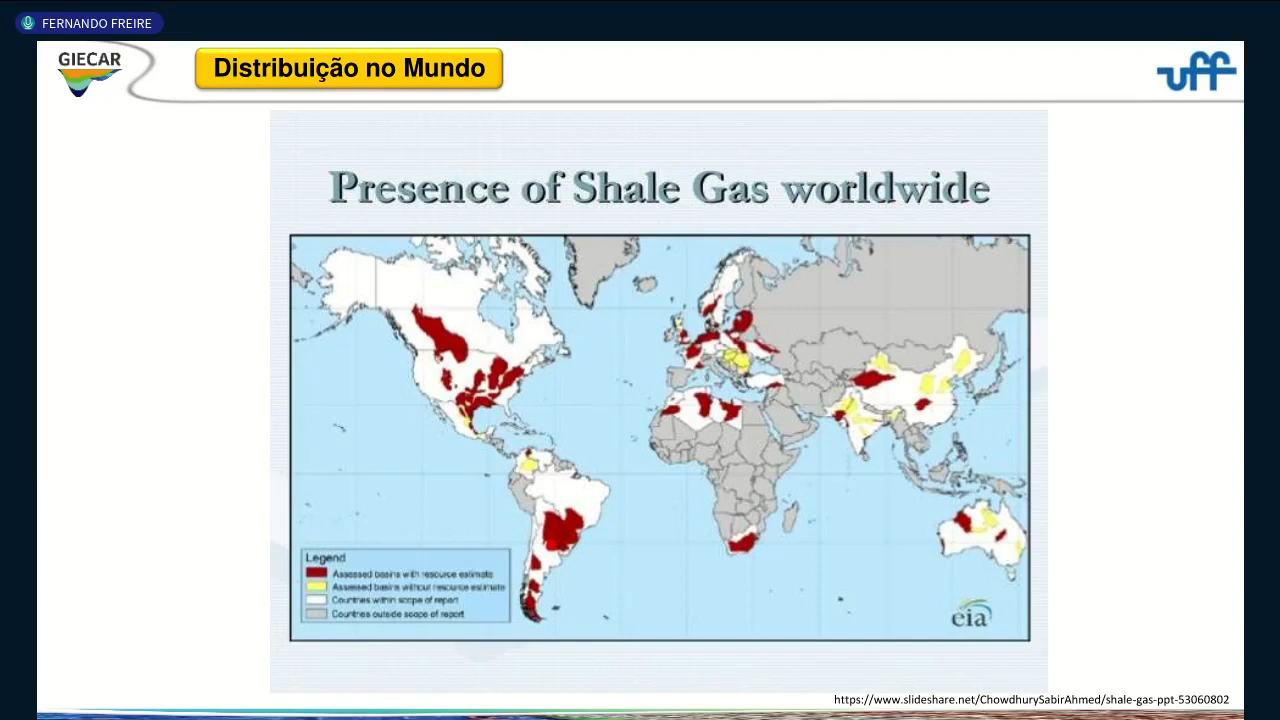 FERNANDO FREIRE
GIECAR
Distribuição no Mundo
uff
Presence of Shale Gas worldwide
Legend
Assessed basins with resource estimate
Assessed basins without resource estimate
Countries within scope of report
Countries outside scope of report
eia
https://www.slideshare.net/ChowdhurySabirAhmed/shale-gas-ppt-53060802